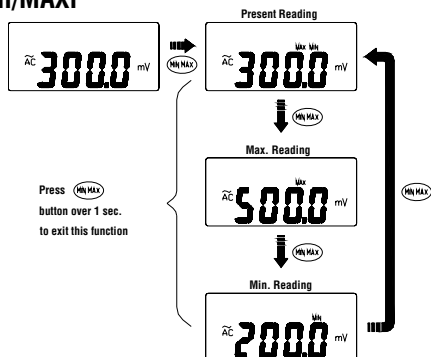 Present Reading
AC 300.0 mV
MIN MAX
MAX MIN
AC 300.0 mV
MIN MAX
Max. Reading
MAX
AC 500.0 mV
MIN MAX
Press MIN MAX
button over 1 sec.
to exit this function
MIN MAX
Min. Reading
MIN
AC 200.0 mV